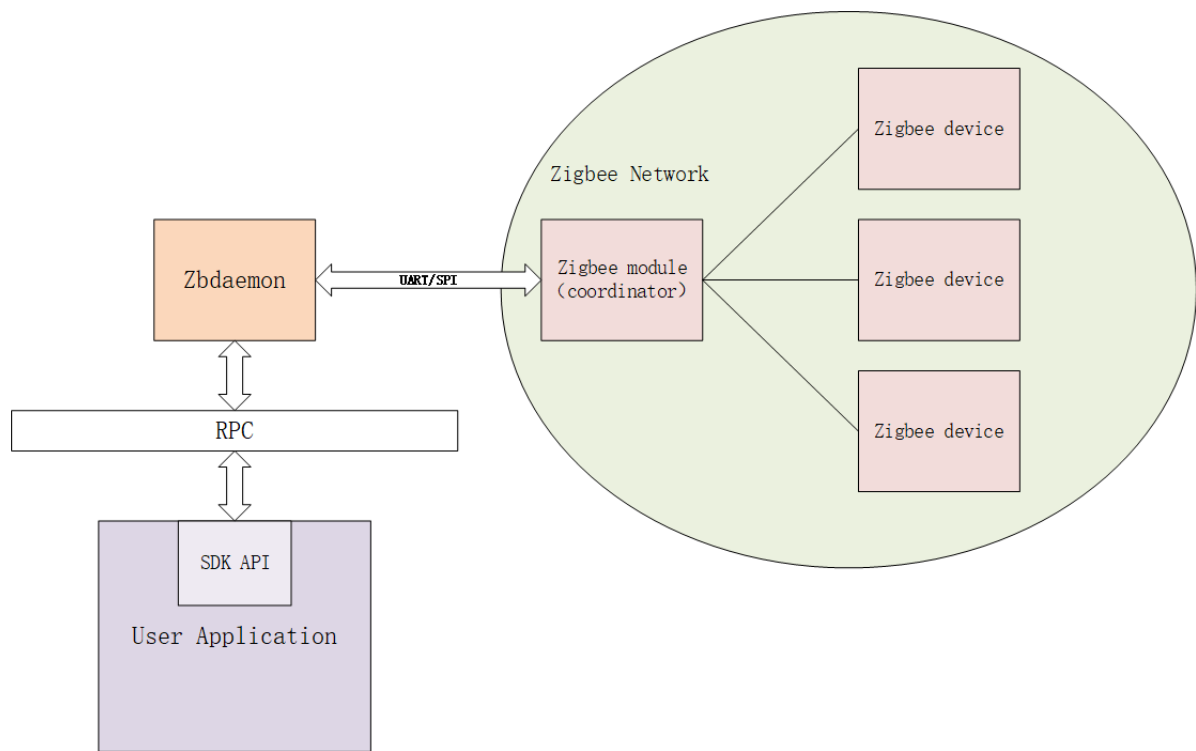 Zigbee device
Zigbee Network
Zbdaemon
UART/SPI
Zigbee module
（coordinator）
Zigbee device
Zigbee device
RPC
SDK API
User Application